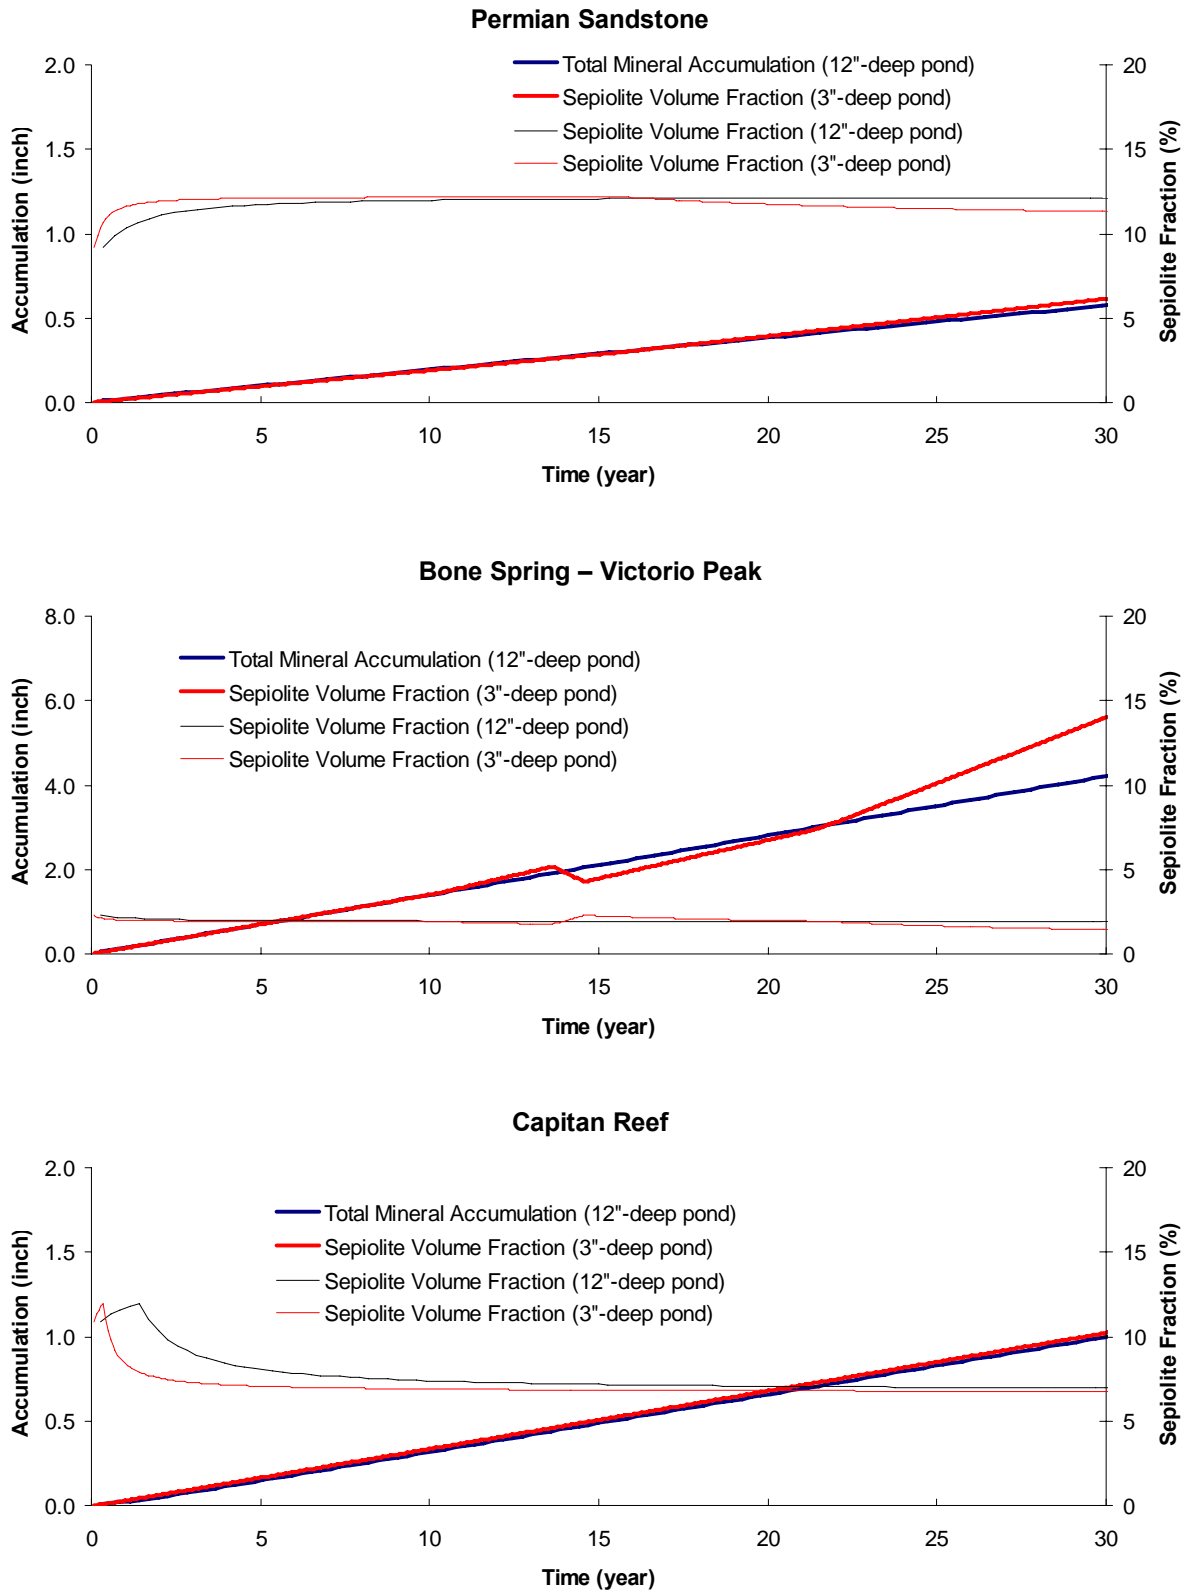 Permian Sandstone
Total Mineral Accumulation (12"-deep pond)
Sepiolite Volume Fraction (3"-deep pond)
Sepiolite Volume Fraction (12"-deep pond)
Sepiolite Volume Fraction (3"-deep pond)
Accumulation (inch)
2.0
1.5
1.0
0.5
0.0
Sepiolite Fraction (%)
20
15
10
5
0
0 5 10 15 20 25 30
Time (year)
Bone Spring – Victorio Peak
Total Mineral Accumulation (12"-deep pond)
Sepiolite Volume Fraction (3"-deep pond)
Sepiolite Volume Fraction (12"-deep pond)
Sepiolite Volume Fraction (3"-deep pond)
Accumulation (inch)
8.0
6.0
4.0
2.0
0.0
Sepiolite Fraction (%)
20
15
10
5
0
0 5 10 15 20 25 30
Time (year)
Capitan Reef
Total Mineral Accumulation (12"-deep pond)
Sepiolite Volume Fraction (3"-deep pond)
Sepiolite Volume Fraction (12"-deep pond)
Sepiolite Volume Fraction (3"-deep pond)
Accumulation (inch)
2.0
1.5
1.0
0.5
0.0
Sepiolite Fraction (%)
20
15
10
5
0
0 5 10 15 20 25 30
Time (year)